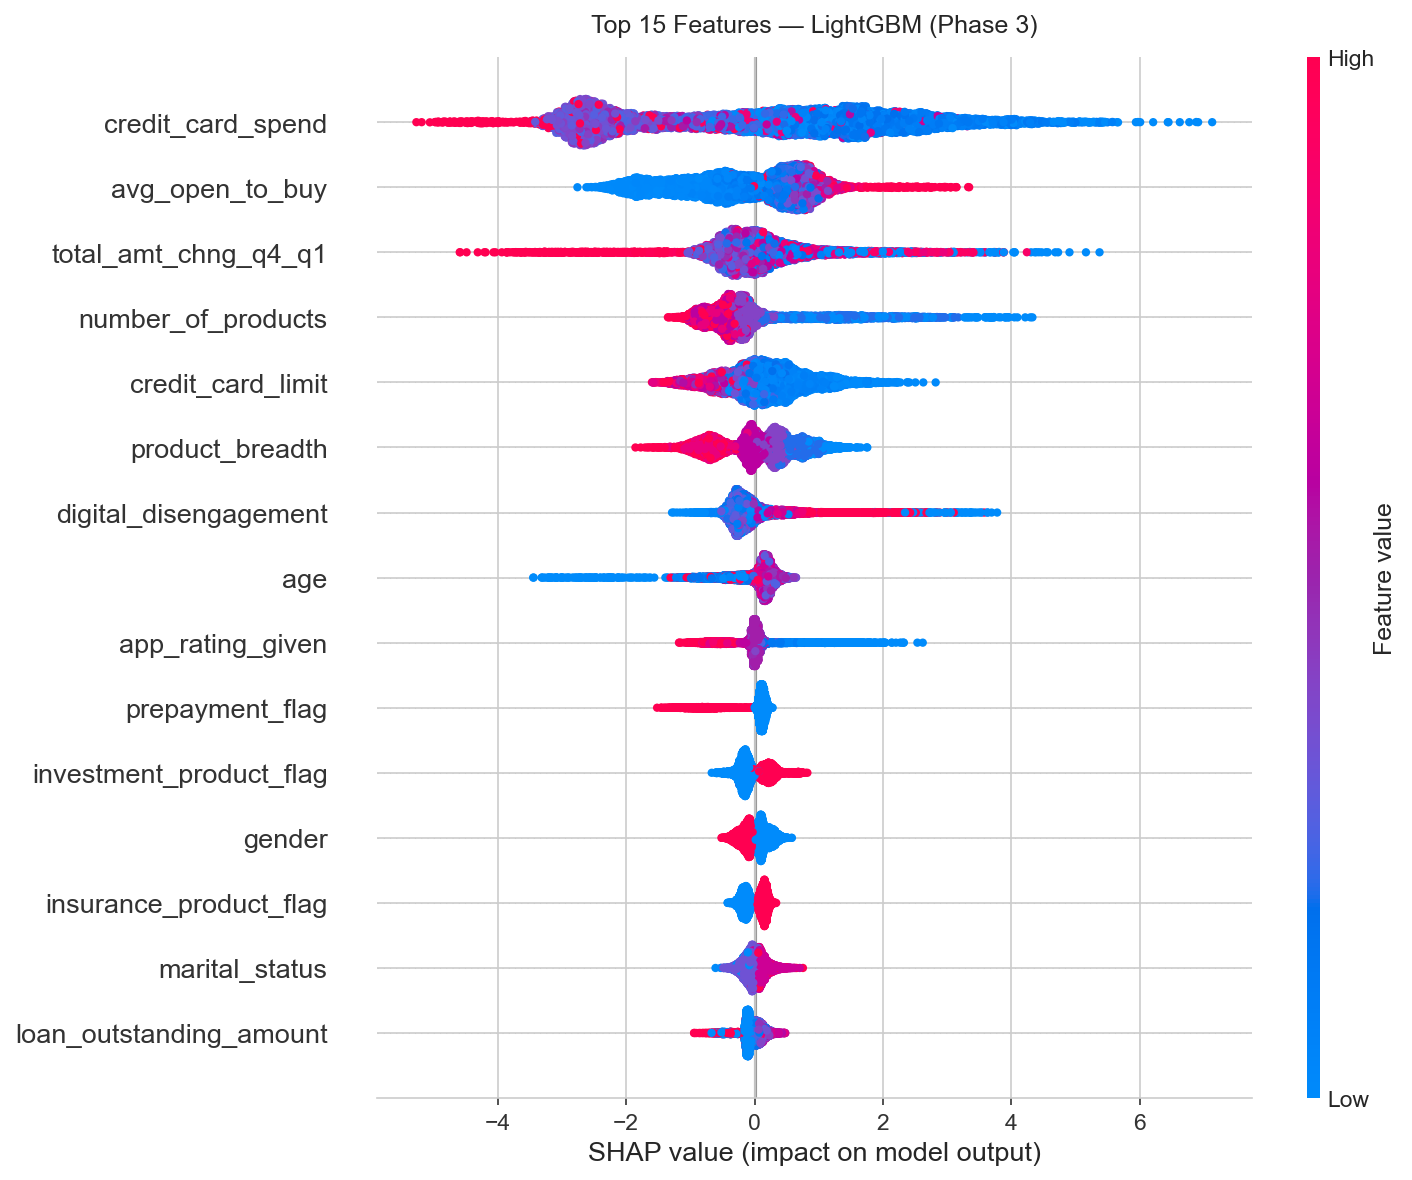 Top 15 Features — LightGBM (Phase 3)
High
credit_card_spend
avg_open_to_buy
total_amt_chng_q4_q1
number_of_products
credit_card_limit
product_breadth
digital_disengagement
age
app_rating_given
prepayment_flag
investment_product_flag
gender
insurance_product_flag
marital_status
loan_outstanding_amount
Feature value
Low
−4 −2 0 2 4 6
SHAP value (impact on model output)